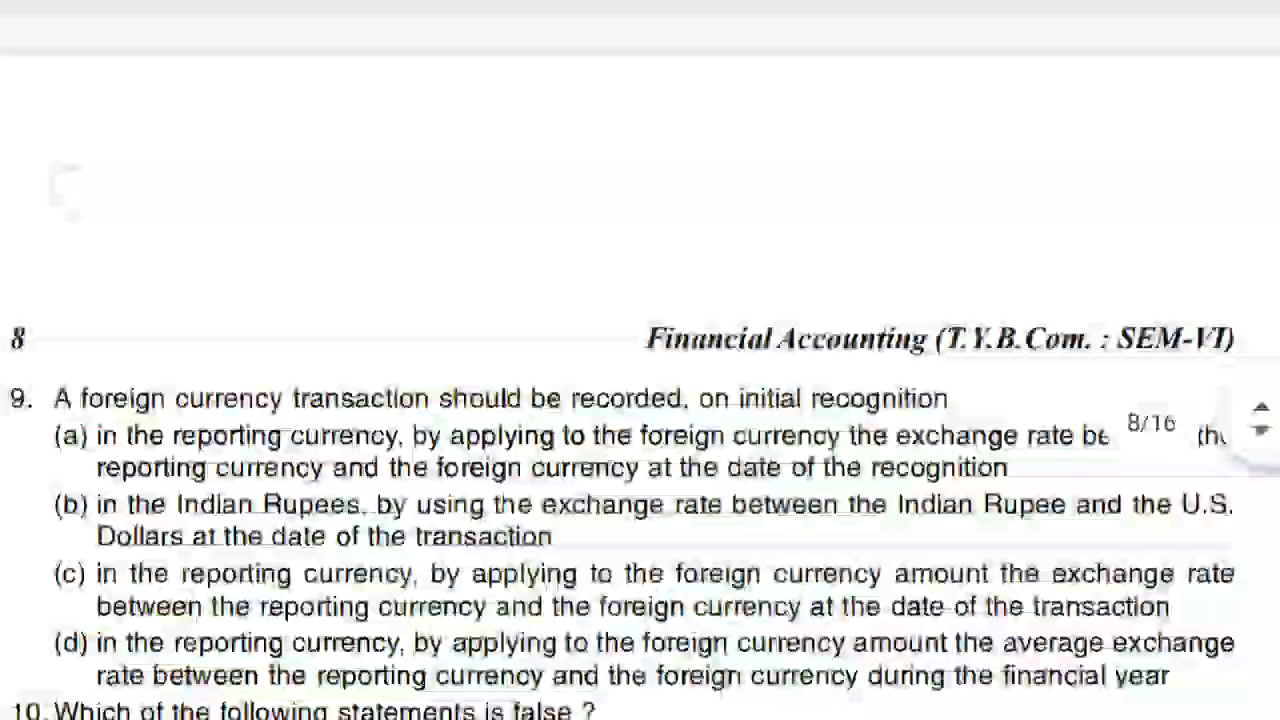 8 Financial Accounting (T.Y.B.Com. : SEM-VI)
9. A foreign currency transaction should be recorded, on initial recognition
(a) in the reporting currency, by applying to the foreign currency the exchange rate
8/16
reporting currency and the foreign currency at the date of the recognition
(b) in the Indian Rupees, by using the exchange rate between the Indian Rupee and the U.S.
Dollars at the date of the transaction
(c) in the reporting currency, by applying to the foreign currency amount the exchange rate
between the reporting currency and the foreign currency at the date of the transaction
(d) in the reporting currency, by applying to the foreign currency amount the average exchange
rate between the reporting currency and the foreign currency during the financial year
10. Which of the following statements is false ?